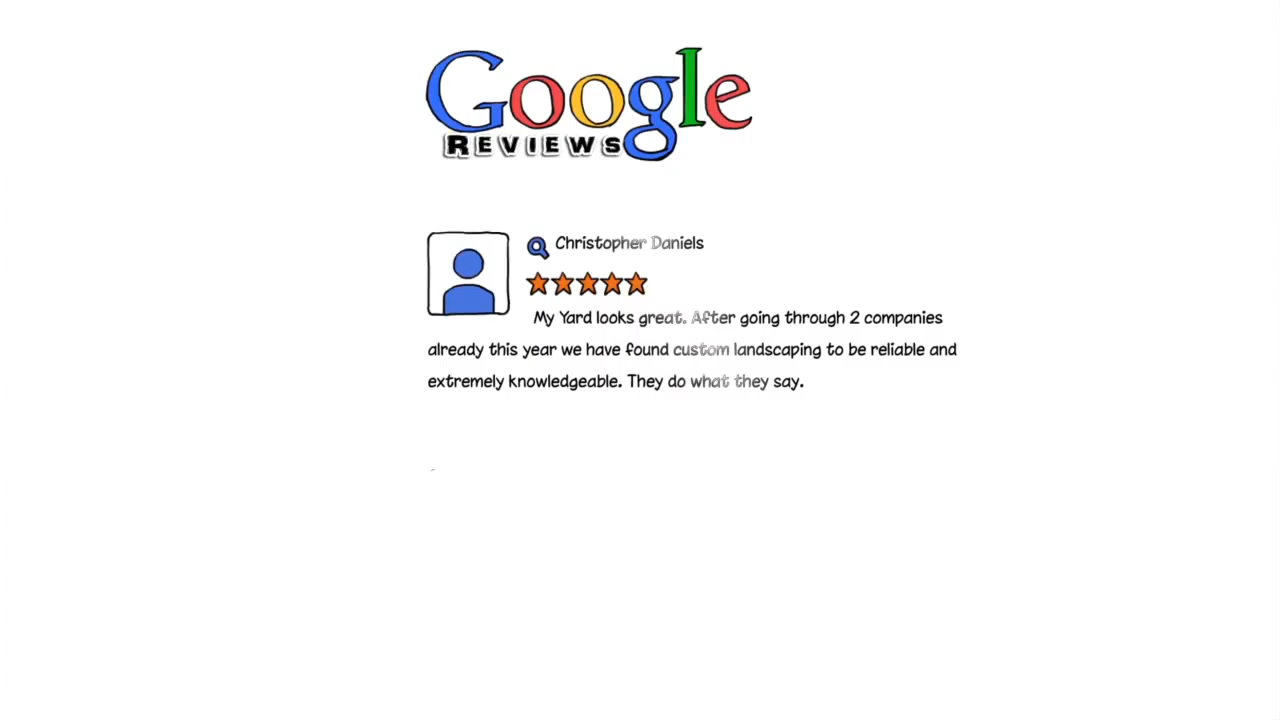 Google
REVIEWS
Christopher Daniels
My Yard looks great. After going through 2 companies
already this year we have found custom landscaping to be reliable and
extremely knowledgeable. They do what they say.